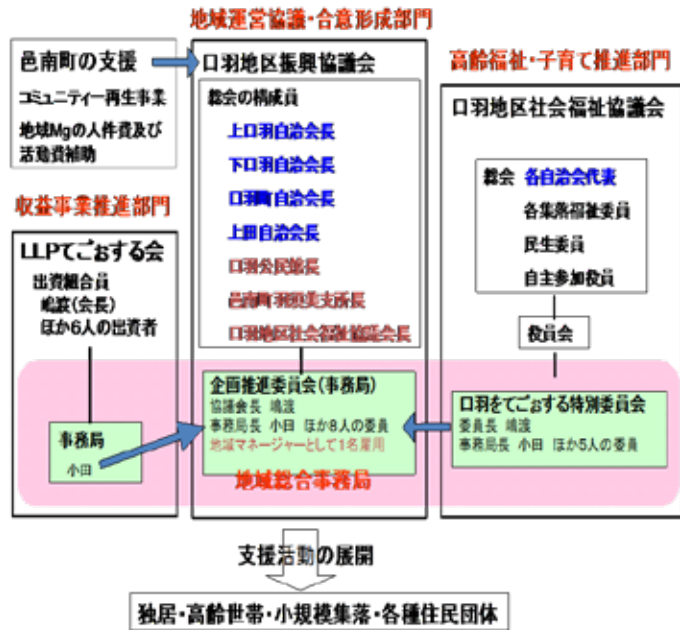 地域運営協議・合意形成部門
邑南町の支援
コミュニティー再生事業
地域Mgの人件費及び
活動費補助
口羽地区振興協議会
総会の構成員
上口羽自治会長
下口羽自治会長
口羽町自治会長
上田自治会長
口羽公民館長
邑南町羽須美支所長
口羽地区社会福祉協議会長
高齢福祉・子育て推進部門
口羽地区社会福祉協議会
総会 各自治会代表
各集落福祉委員
民生委員
自主参加役員
役員会
収益事業推進部門
LLPてごぉする会
出資組合員
嶋渡(会長)
ほか6人の出資者
事務局
小田
企画推進委員会(事務局)
協議会長 嶋渡
事務局長 小田 ほか8人の委員
地域マネージャーとして1名雇用
地域総合事務局
口羽をてごぉする特別委員会
委員長 嶋渡
事務局長 小田 ほか5人の委員
支援活動の展開
独居・高齢世帯・小規模集落・各種住民団体